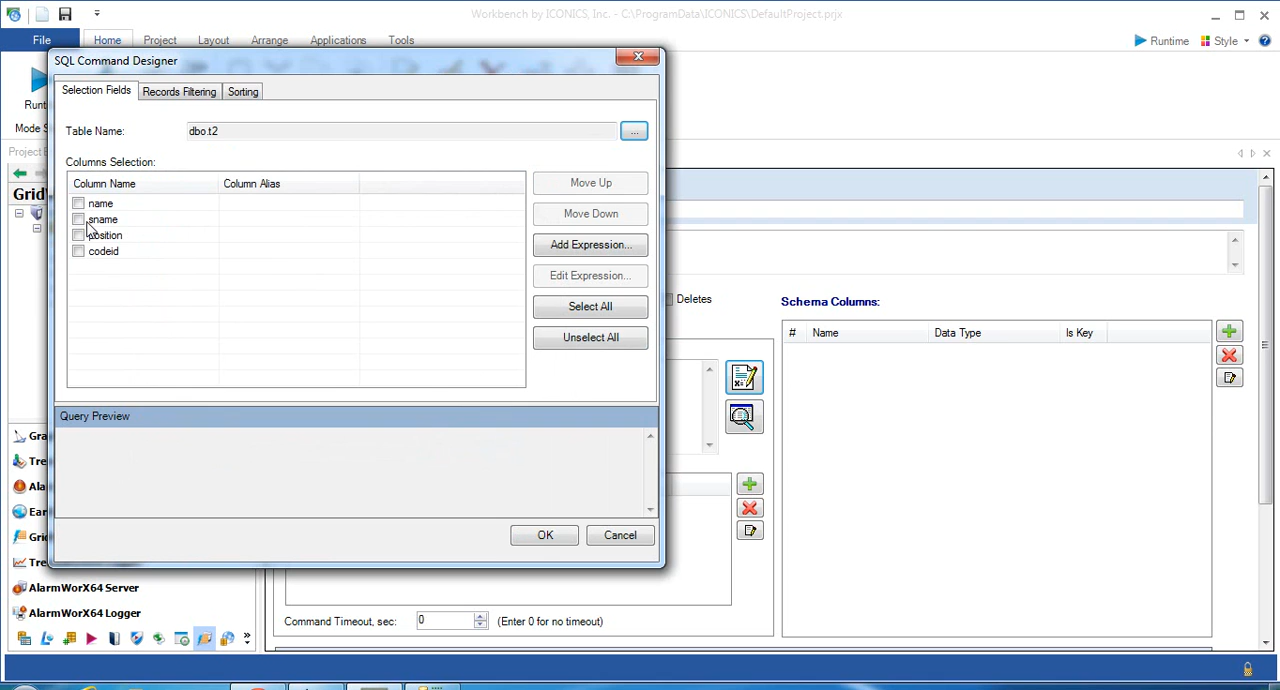 Workbench by ICONICS, Inc. - C:\ProgramData\ICONICS\DefaultProject.prjx
File Home Project Layout Arrange Applications Tools Runtime Style
SQL Command Designer
Selection Fields Records Filtering Sorting
Table Name: dbo.t2 ...
Columns Selection:
Column Name Column Alias
name
sname
position
codeid
Move Up
Move Down
Add Expression...
Edit Expression...
Select All
Unselect All
Query Preview
OK Cancel
Runt
Mode S
Project E
GridW
Deletes
Schema Columns:
# Name Data Type Is Key
Gra
Tre
Ala
Ear
Grid
Tre
AlarmWorX64 Server
AlarmWorX64 Logger
Command Timeout, sec: 0 (Enter 0 for no timeout)